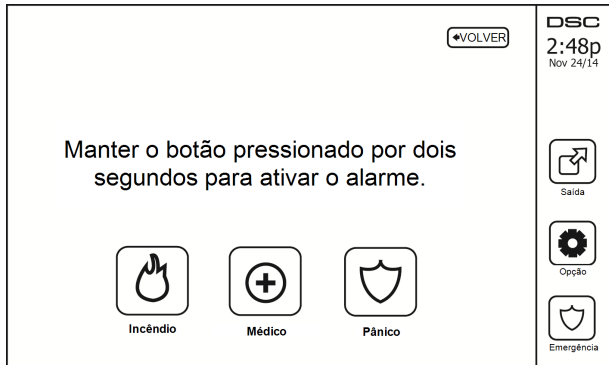 VOLVER
DSC
2:48p
Nov 24/14
Manter o botão pressionado por dois
segundos para ativar o alarme.
Incêndio
Médico
Pânico
Saída
Opção
Emergência